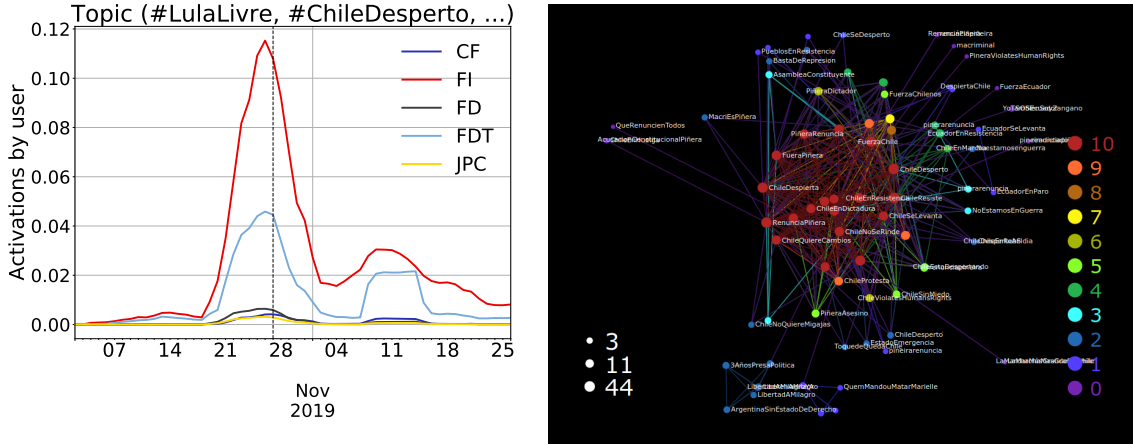 Topic (#LulaLivre, #ChileDesperto, ...)
Activations by user
0.12
0.10
0.08
0.06
0.04
0.02
0.00
CF
FI
FD
FDT
JPC
07
14
21
28
04
11
18
25
Nov
2019
ChileSeDesperto
macriminal
PueblosEnResistencia
PineraViolatesHumanRights
BastaDeRepresion
AsambleaConstituyente
PiñeraDictador
FuerzaChilenos
DespiertaChile
FuerzaEcuador
MacriEsPiñera
QueRenuncienTodos
PiñeraRenuncia
FuerzaChile
pinerarenuncia
EcuadorEnResistencia
EcuadorSeLevanta
ChileEnMarcha
Noestamosenguerra
FueraPiñera
ChileDesperto
ChileDespierta
pinerarenuncia
EcuadorEnParo
ChileEnResistencia
ChileResiste
ChileEnDictadura
NoEstamosEnGuerra
RenunciaPiñera
ChileSeLevanta
ChileNoSeRinde
ChileQuiereCambios
ChileProtesta
ChileSinMiedo
ChileViolatesHumansRights
PiñeraAsesino
ChileNoQuiereMigajas
ChileDesperto
EstadoEmergencia
ToquedeQuedaChile
pineirarenuncia
3AñosPresaPolitica
LibertadAMilagro
QuemMandouMatarMarielle
ArgentinaSinEstadoDeDerecho
3
11
44
10
9
8
7
6
5
4
3
2
1
0